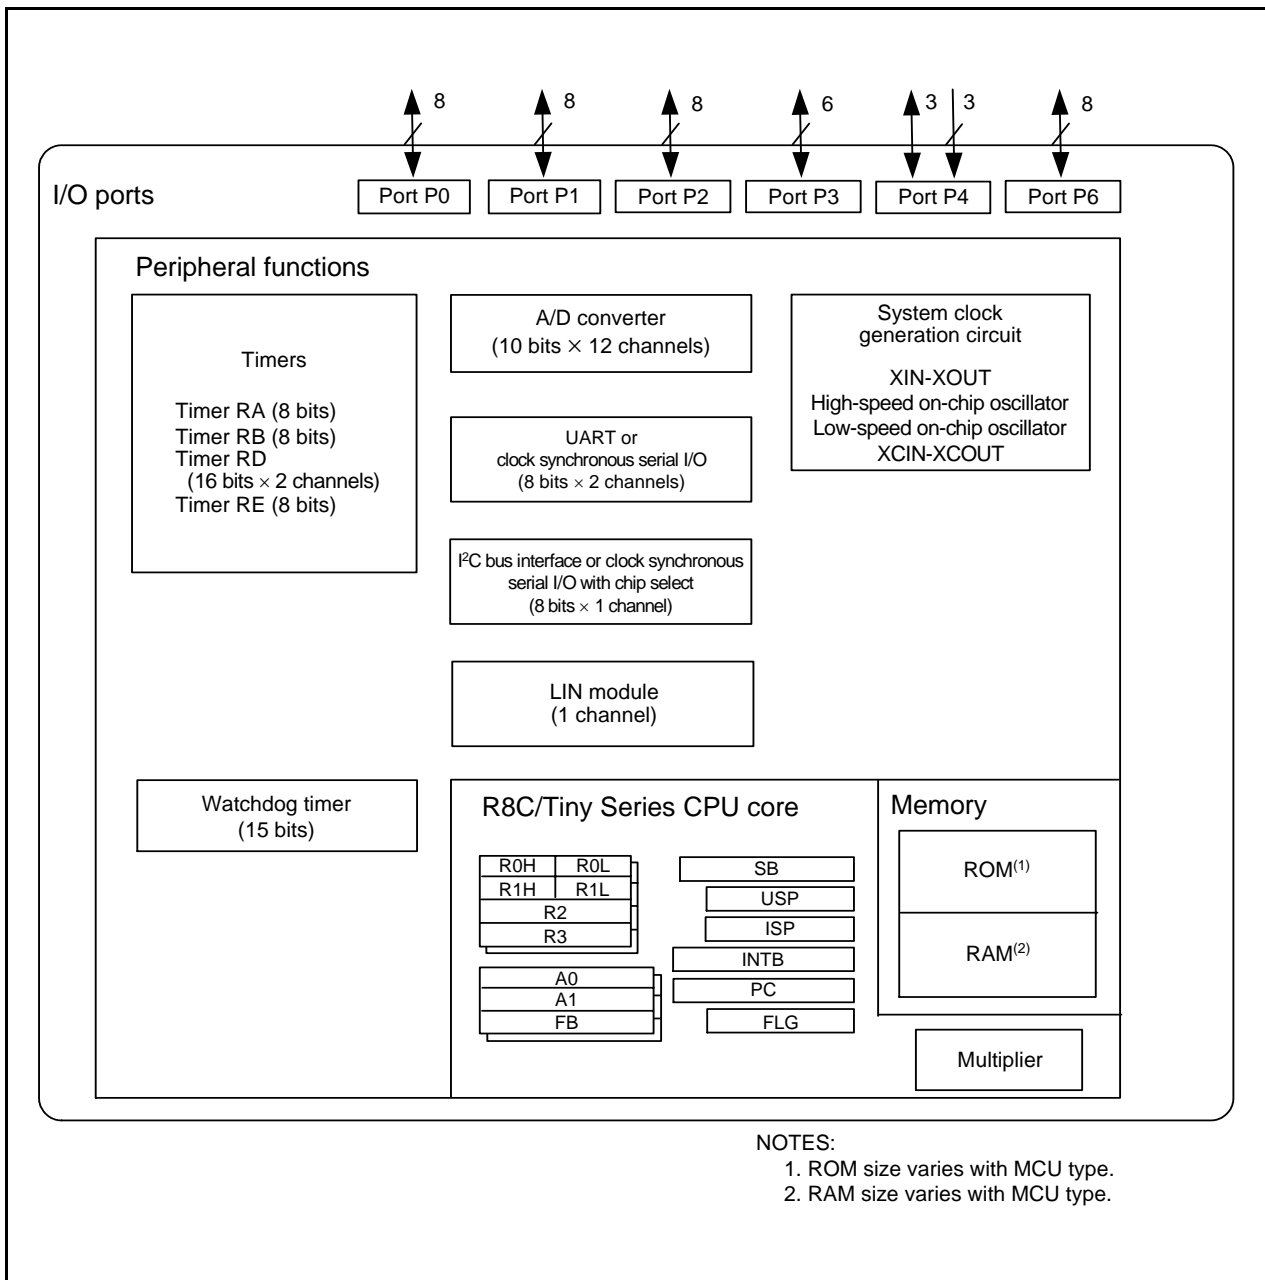 8 8 8 6 3 3 8
I/O ports
Port P0 Port P1 Port P2 Port P3 Port P4 Port P6
Peripheral functions
Timers
Timer RA (8 bits)
Timer RB (8 bits)
Timer RD
(16 bits × 2 channels)
Timer RE (8 bits)
A/D converter
(10 bits × 12 channels)
UART or
clock synchronous serial I/O
(8 bits × 2 channels)
I²C bus interface or clock synchronous
serial I/O with chip select
(8 bits × 1 channel)
LIN module
(1 channel)
System clock
generation circuit
XIN-XOUT
High-speed on-chip oscillator
Low-speed on-chip oscillator
XCIN-XCOUT
Watchdog timer
(15 bits)
R8C/Tiny Series CPU core
R0H R0L
R1H R1L
R2
R3
A0
A1
FB
SB
USP
ISP
INTB
PC
FLG
Memory
ROM(1)
RAM(2)
Multiplier
NOTES:
1. ROM size varies with MCU type.
2. RAM size varies with MCU type.